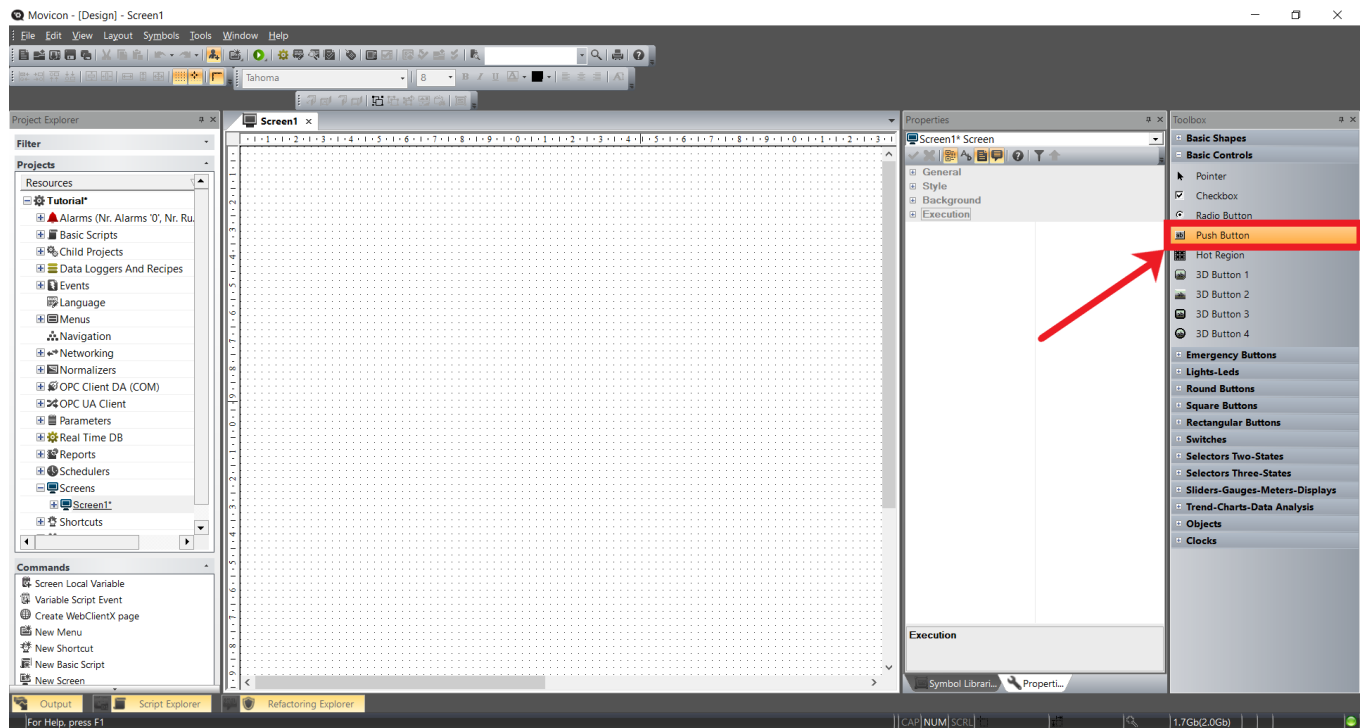 Movicon - [Design] - Screen1
File Edit View Layout Symbols Tools Window Help
Tahoma 8 B I U
Project Explorer
Filter
Projects
Resources
Tutorial*
Alarms (Nr. Alarms '0', Nr. Ru
Basic Scripts
Child Projects
Data Loggers And Recipes
Events
Language
Menus
Navigation
Networking
Normalizers
OPC Client DA (COM)
OPC UA Client
Parameters
Real Time DB
Reports
Schedulers
Screens
Screen1*
Shortcuts
Commands
Screen Local Variable
Variable Script Event
Create WebClientX page
New Menu
New Shortcut
New Basic Script
New Screen
Screen1
Properties
Screen1* Screen
General
Style
Background
Execution
Execution
Symbol Librari...
Properti...
Toolbox
Basic Shapes
Basic Controls
Pointer
Checkbox
Radio Button
Push Button
Hot Region
3D Button 1
3D Button 2
3D Button 3
3D Button 4
Emergency Buttons
Lights-Leds
Round Buttons
Square Buttons
Rectangular Buttons
Switches
Selectors Two-States
Selectors Three-States
Sliders-Gauges-Meters-Displays
Trend-Charts-Data Analysis
Objects
Clocks
Output
Script Explorer
Refactoring Explorer
For Help, press F1
CAP NUM SCRL
1.7Gb(2.0Gb)